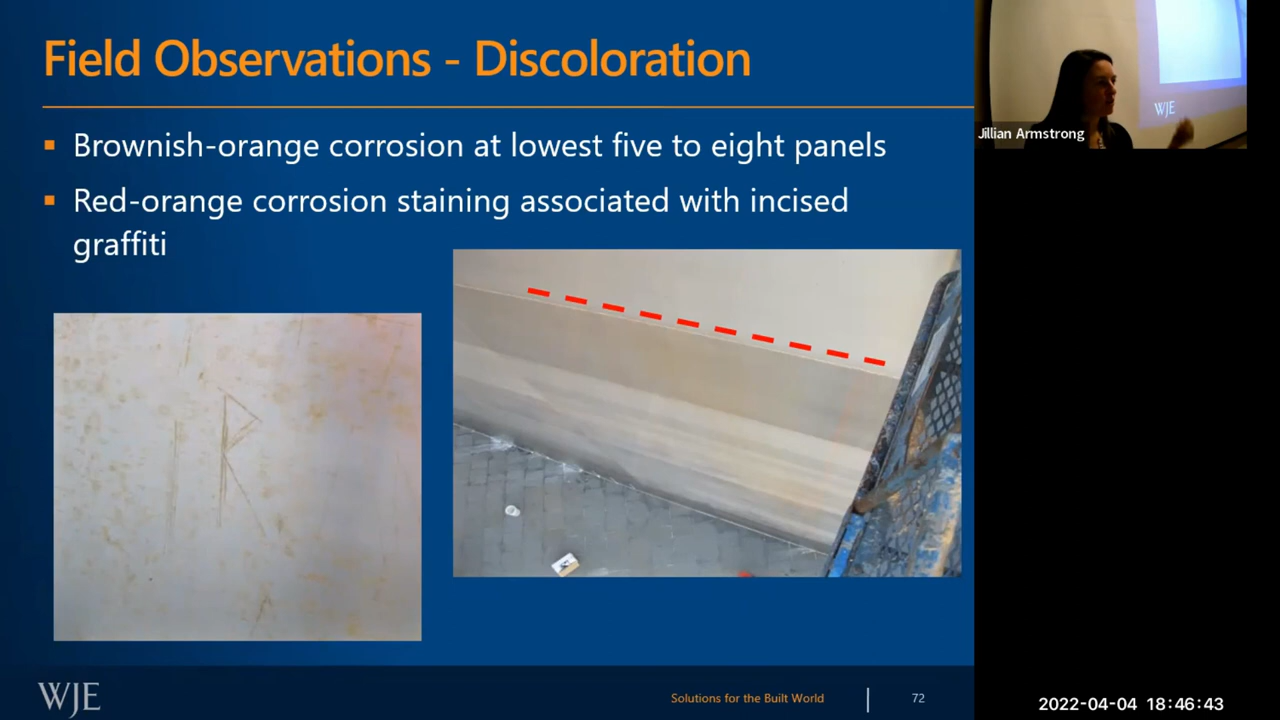 Field Observations - Discoloration
▪ Brownish-orange corrosion at lowest five to eight panels
▪ Red-orange corrosion staining associated with incised
graffiti
R
WJE
Solutions for the Built World
72
WJE
Jillian Armstrong
2022-04-04 18:46:43